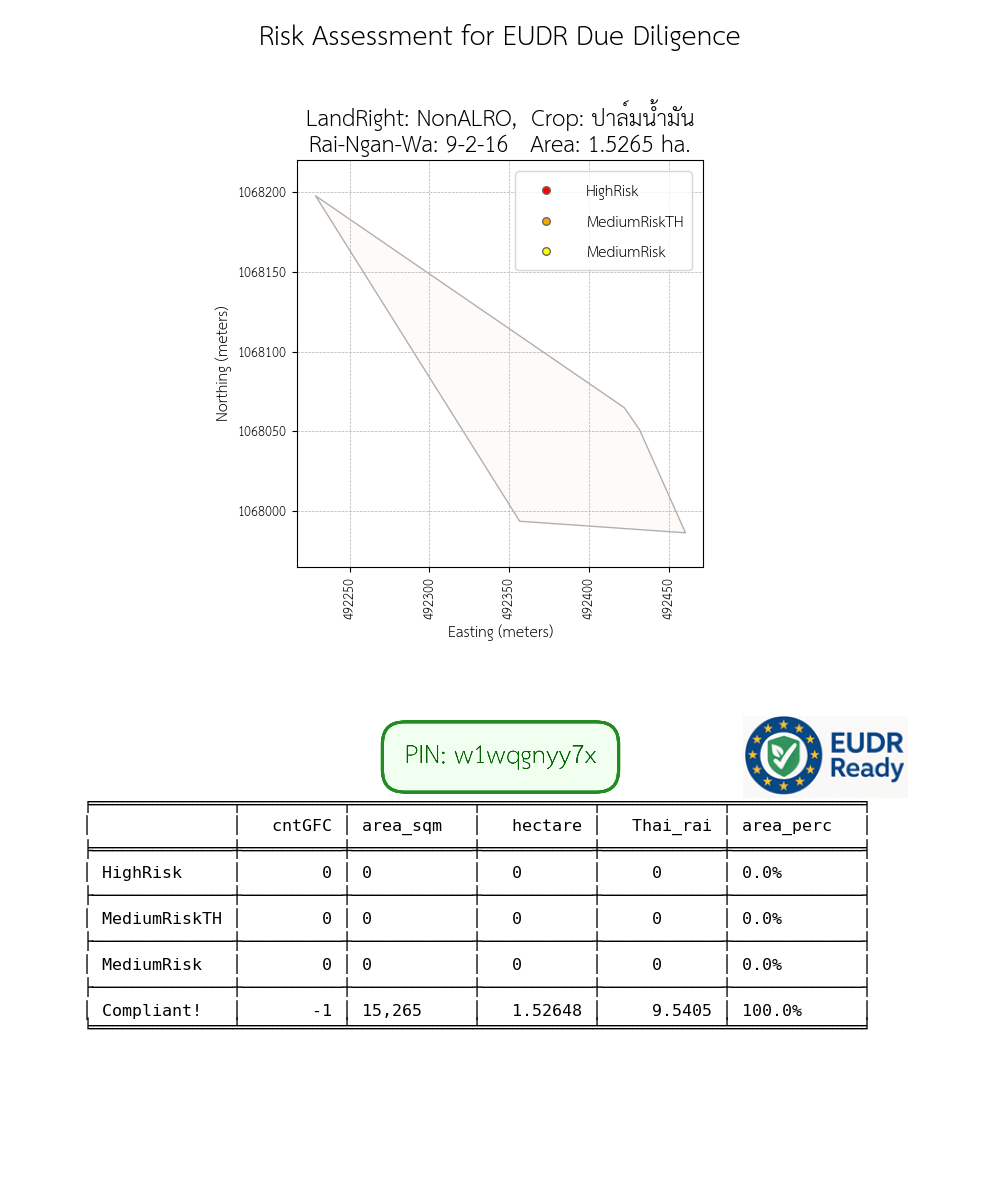 Risk Assessment for EUDR Due Diligence
LandRight: NonALRO, Crop: ปาล์มน้ำมัน
Rai-Ngan-Wa: 9-2-16 Area: 1.5265 ha.
HighRisk
MediumRiskTH
MediumRisk
1068200
1068150
1068100
1068050
1068000
Northing (meters)
492250 492300 492350 492400 492450
Easting (meters)
PIN: w1wqgnyy7x
EUDR
Ready
cntGFC area_sqm hectare Thai_rai area_perc
HighRisk 0 0 0 0 0.0%
MediumRiskTH 0 0 0 0 0.0%
MediumRisk 0 0 0 0 0.0%
Compliant! -1 15,265 1.52648 9.5405 100.0%